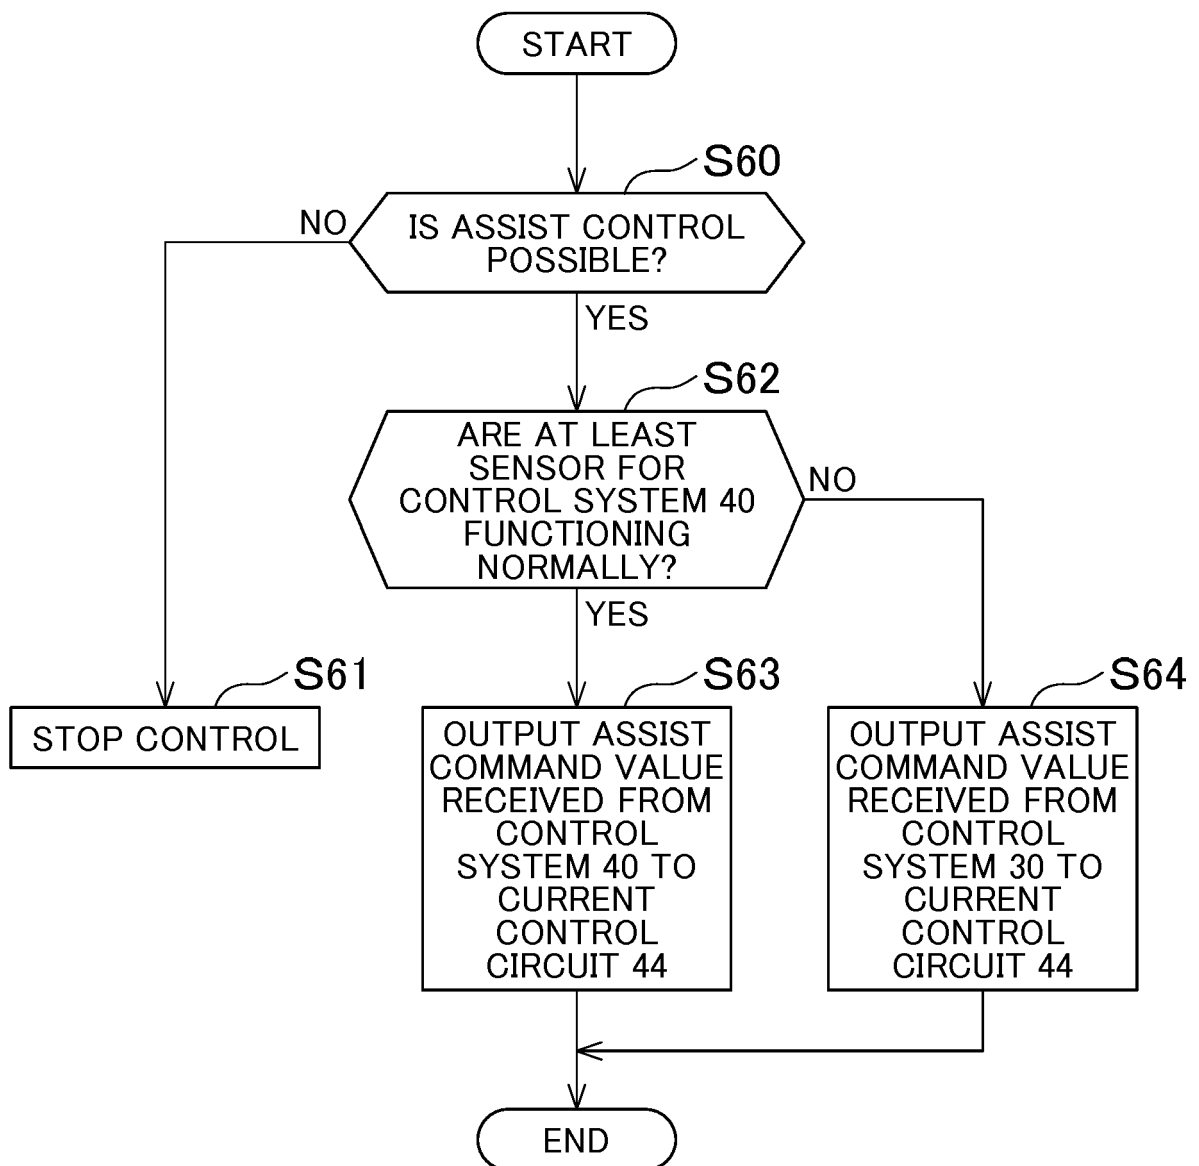 START
S60
NO
IS ASSIST CONTROL
POSSIBLE?
YES
S62
ARE AT LEAST
SENSOR FOR
CONTROL SYSTEM 40
FUNCTIONING
NORMALLY?
NO
YES
S61
STOP CONTROL
S63
OUTPUT ASSIST
COMMAND VALUE
RECEIVED FROM
CONTROL
SYSTEM 40 TO
CURRENT
CONTROL
CIRCUIT 44
S64
OUTPUT ASSIST
COMMAND VALUE
RECEIVED FROM
CONTROL
SYSTEM 30 TO
CURRENT
CONTROL
CIRCUIT 44
END